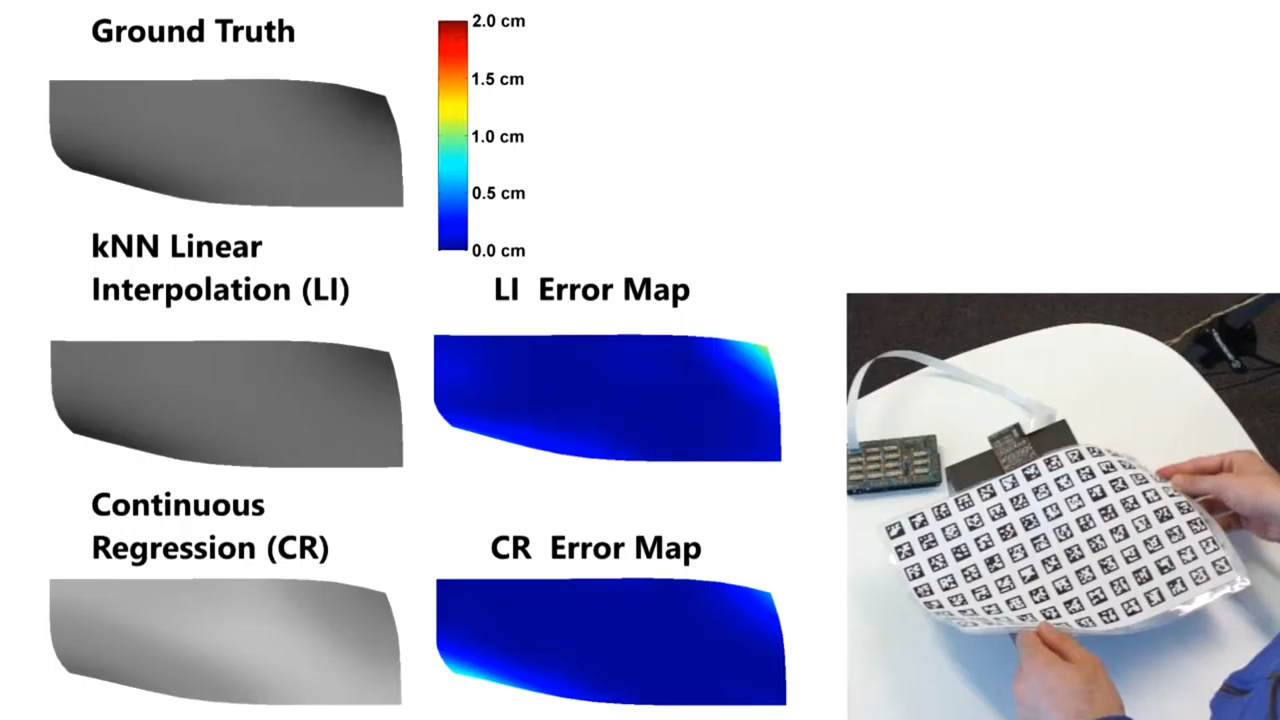 Ground Truth
2.0 cm
1.5 cm
1.0 cm
0.5 cm
0.0 cm
kNN Linear
Interpolation (LI)
LI Error Map
Continuous
Regression (CR)
CR Error Map